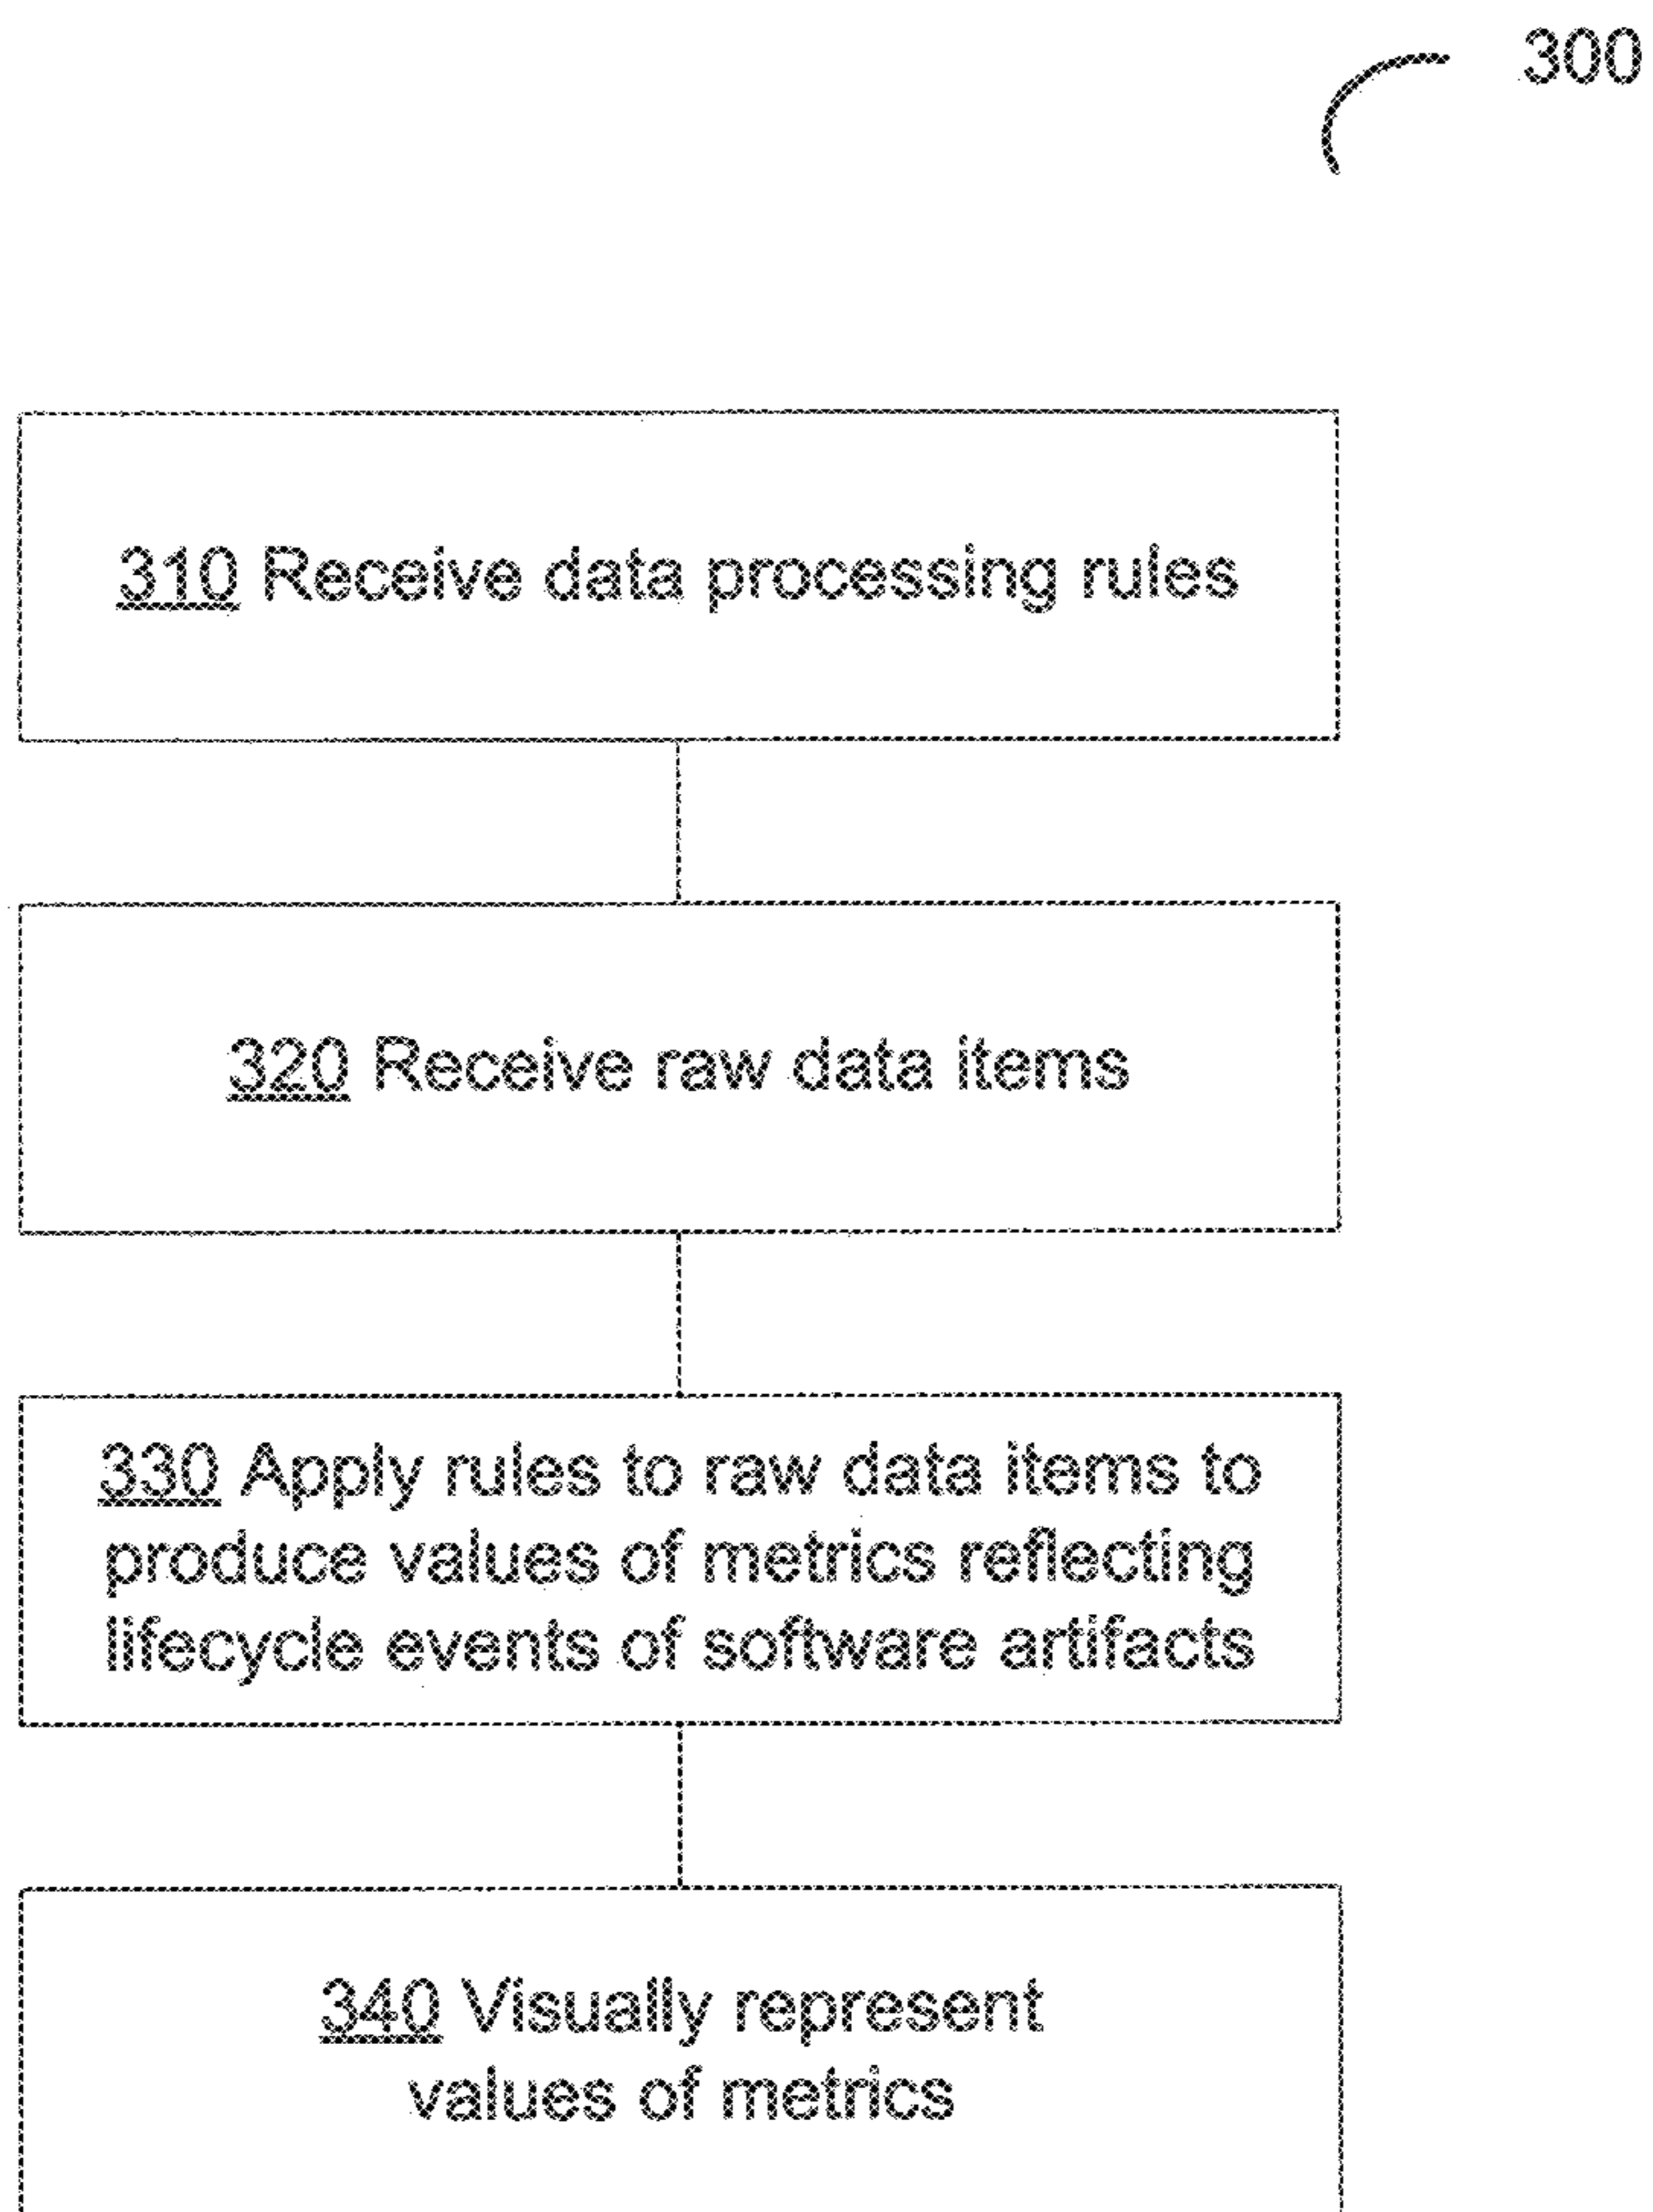 300
310 Receive data processing rules
320 Receive raw data items
330 Apply rules to raw data items to
produce values of metrics reflecting
lifecycle events of software artifacts
340 Visually represent
values of metrics